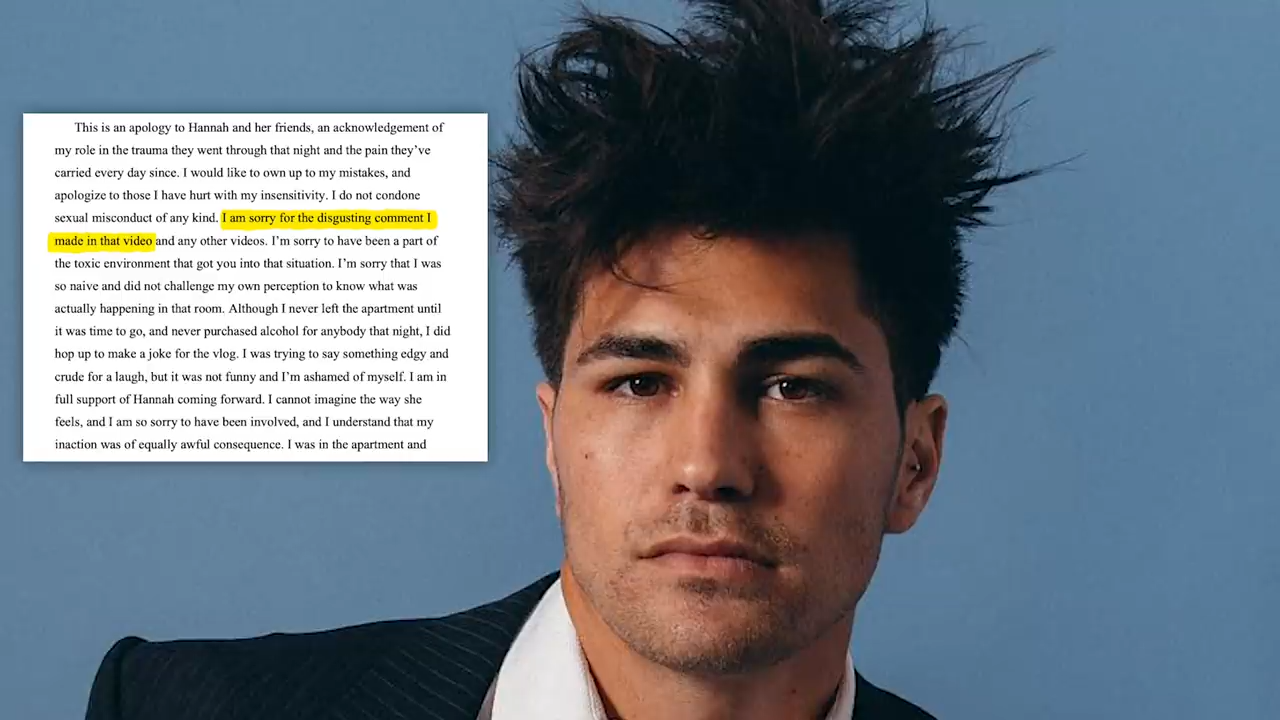 This is an apology to Hannah and her friends, an acknowledgement of
my role in the trauma they went through that night and the pain they’ve
carried every day since. I would like to own up to my mistakes, and
apologize to those I have hurt with my insensitivity. I do not condone
sexual misconduct of any kind. I am sorry for the disgusting comment I
made in that video and any other videos. I’m sorry to have been a part of
the toxic environment that got you into that situation. I’m sorry that I was
so naive and did not challenge my own perception to know what was
actually happening in that room. Although I never left the apartment until
it was time to go, and never purchased alcohol for anybody that night, I did
hop up to make a joke for the vlog. I was trying to say something edgy and
crude for a laugh, but it was not funny and I’m ashamed of myself. I am in
full support of Hannah coming forward. I cannot imagine the way she
feels, and I am so sorry to have been involved, and I understand that my
inaction was of equally awful consequence. I was in the apartment and